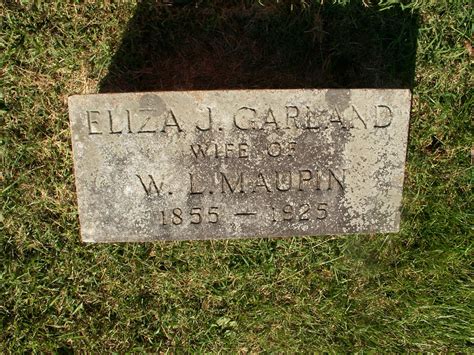 ELIZA J. GARLAND
WIFE OF
W. L. MAUPIN
1855 — 1925